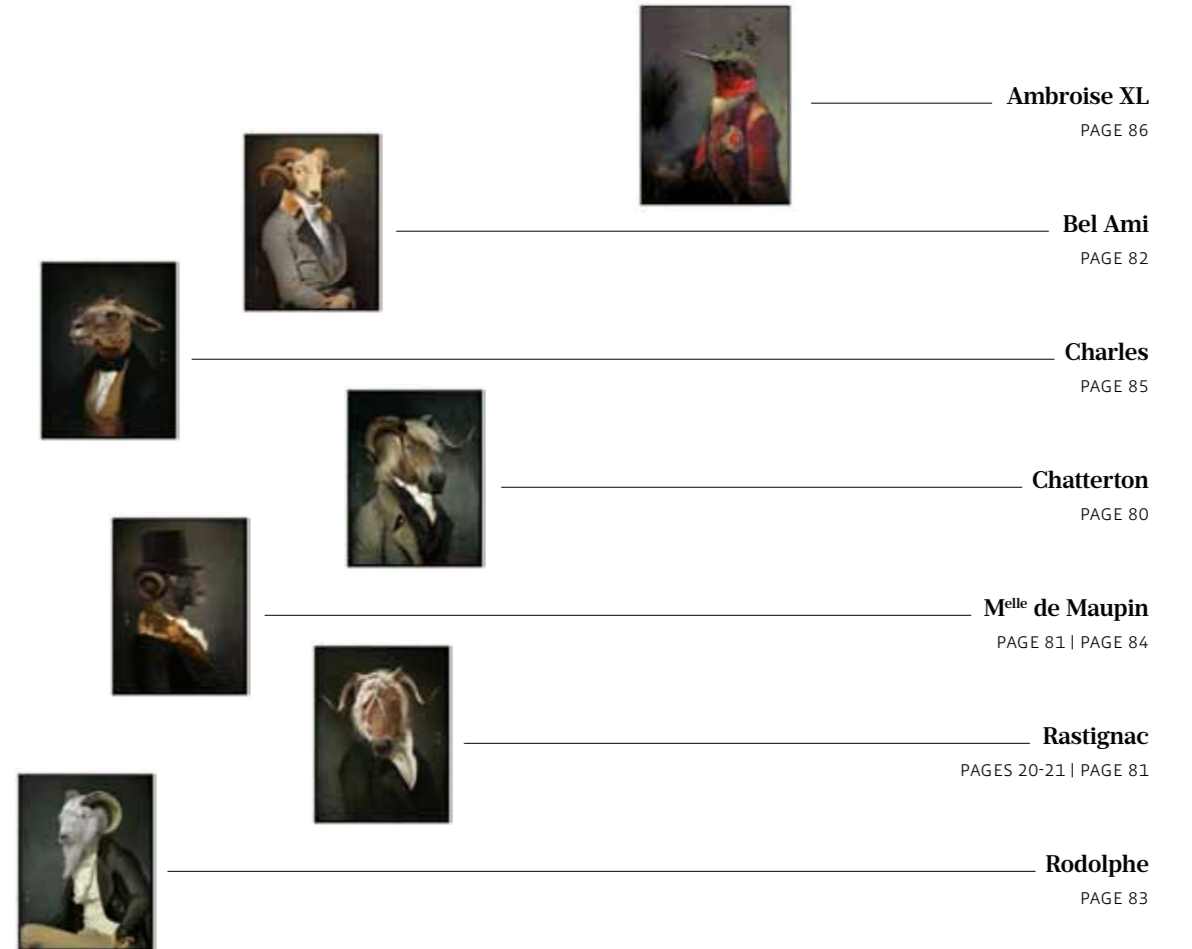 Ambroise XL
PAGE 86
Bel Ami
PAGE 82
Charles
PAGE 85
Chatterton
PAGE 80
Melle de Maupin
PAGE 81 | PAGE 84
Rastignac
PAGES 20-21 | PAGE 81
Rodolphe
PAGE 83